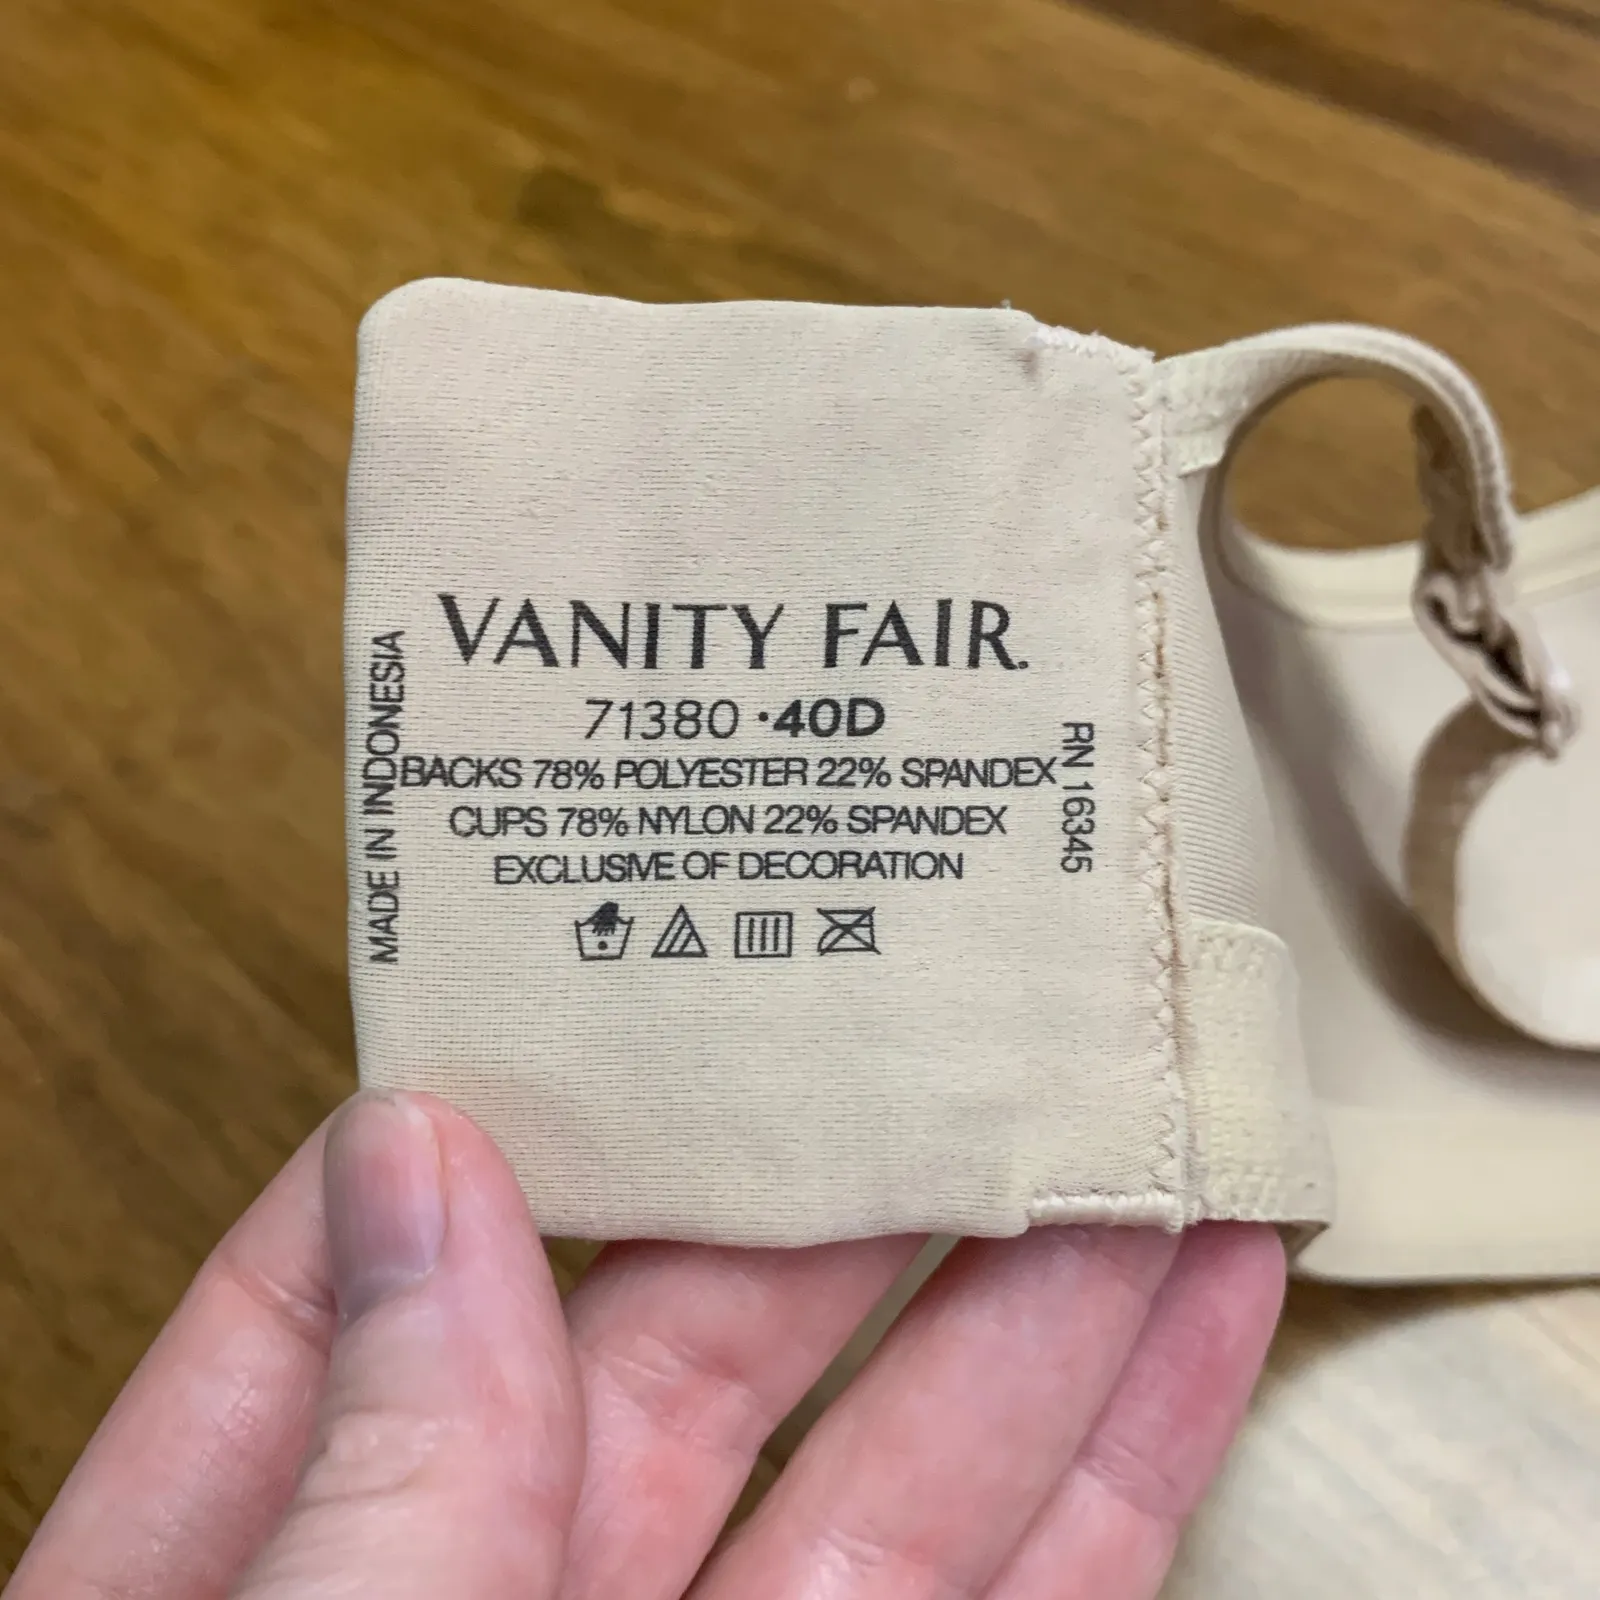 VANITY FAIR.
71380 •40D
BACKS 78% POLYESTER 22% SPANDEX
CUPS 78% NYLON 22% SPANDEX
EXCLUSIVE OF DECORATION
MADE IN INDONESIA
RN 16345